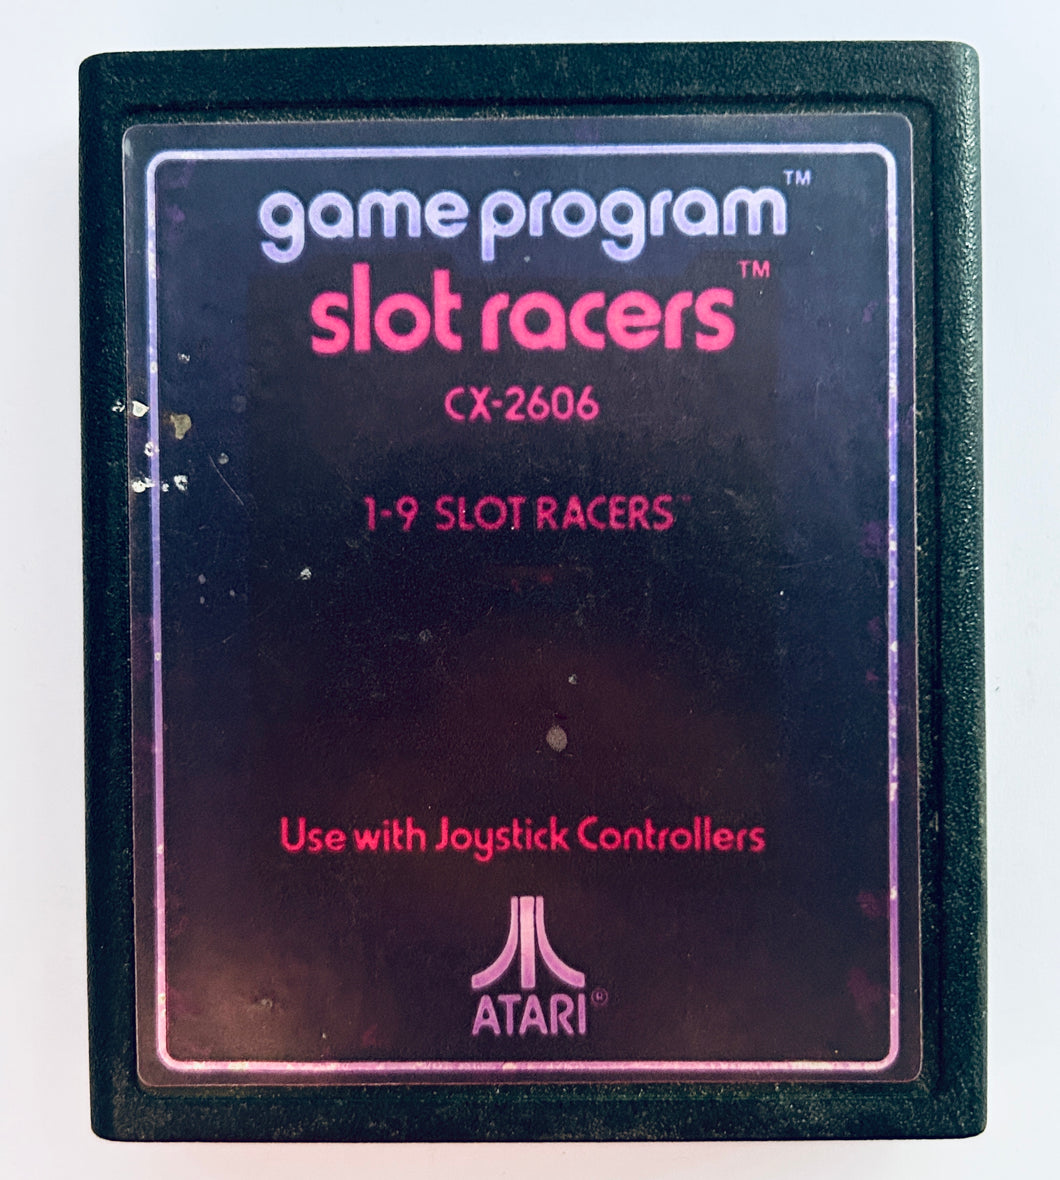 game program™
slot racers™
CX-2606
1-9 SLOT RACERS™
Use with Joystick Controllers
ATARI®